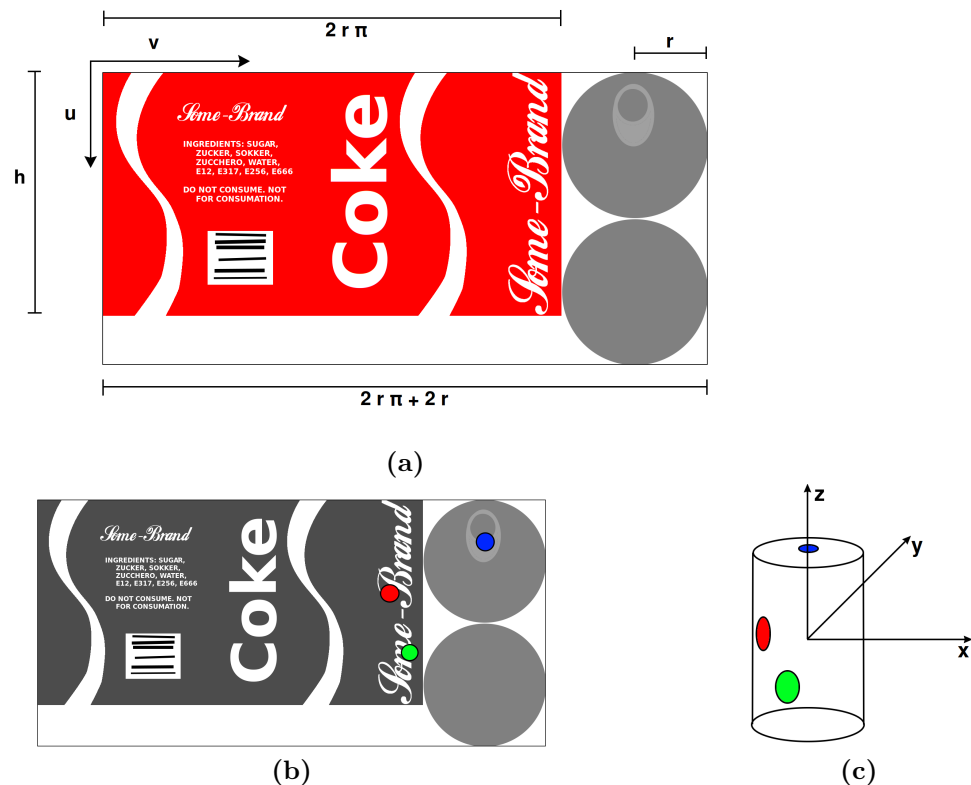 2 r π
v
r
u
h
Some-Brand
INGREDIENTS: SUGAR,
ZUCKER, SOKKER,
ZUCCHERO, WATER,
E12, E317, E256, E666
DO NOT CONSUME. NOT
FOR CONSUMATION.
Coke
Some-Brand
2 r π + 2 r
(a)
Some-Brand
INGREDIENTS: SUGAR,
ZUCKER, SOKKER,
ZUCCHERO, WATER,
E12, E317, E256, E666
DO NOT CONSUME. NOT
FOR CONSUMATION.
Coke
Some-Brand
(b)
z
y
x
(c)